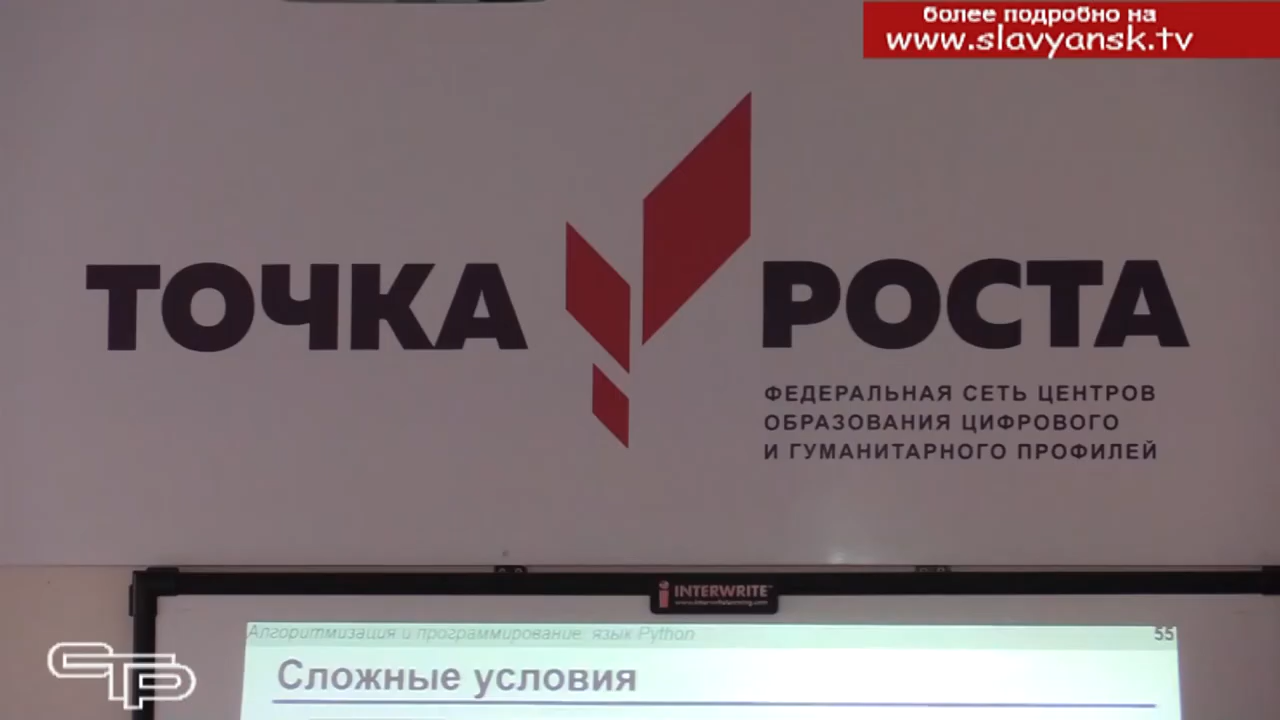 более подробно на
www.slavyansk.tv
ТОЧКА РОСТА
ФЕДЕРАЛЬНАЯ СЕТЬ ЦЕНТРОВ
ОБРАЗОВАНИЯ ЦИФРОВОГО
И ГУМАНИТАРНОГО ПРОФИЛЕЙ
INTERWRITE
Алгоритмизация и программирование, язык Python 55
Сложные условия
СТР